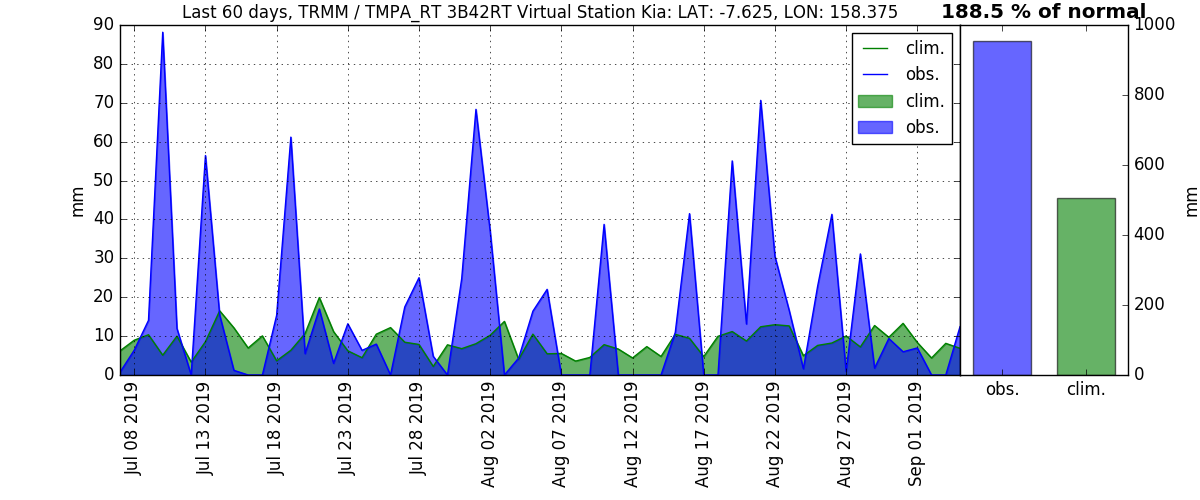 Last 60 days, TRMM / TMPA_RT 3B42RT Virtual Station Kia: LAT: -7.625, LON: 158.375
188.5 % of normal
90
80
70
60
50
40
30
20
10
0
mm
clim.
obs.
clim.
obs.
1000
800
600
400
200
0
mm
obs.
clim.
Jul 08 2019
Jul 13 2019
Jul 18 2019
Jul 23 2019
Jul 28 2019
Aug 02 2019
Aug 07 2019
Aug 12 2019
Aug 17 2019
Aug 22 2019
Aug 27 2019
Sep 01 2019